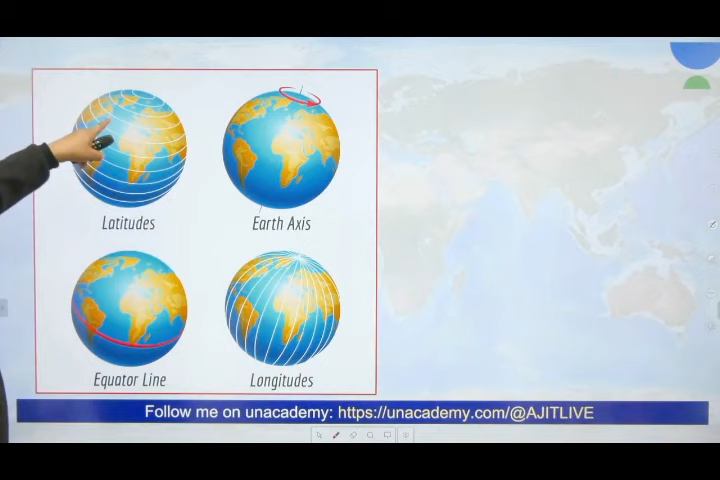 Latitudes
Earth Axis
Equator Line
Longitudes
Follow me on unacademy: https://unacademy.com/@AJITLIVE